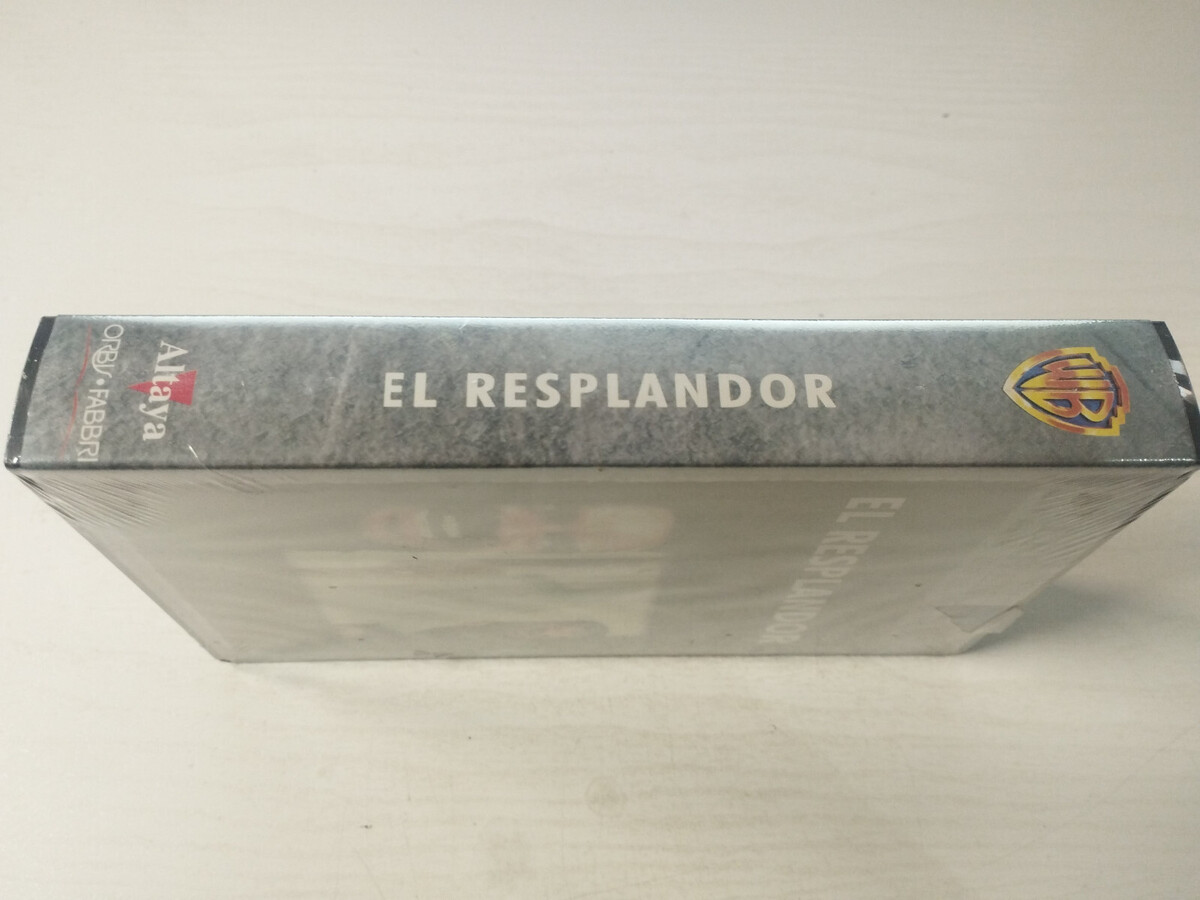 ORBIS • FABBRI
Altaya
EL RESPLANDOR
WB
EL RESPLANDOR